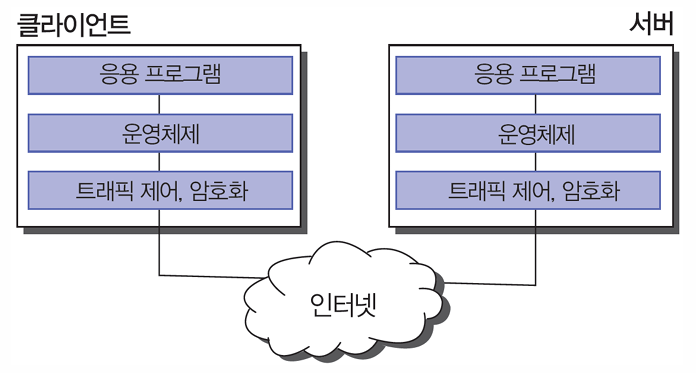 클라이언트
서버
응용 프로그램
응용 프로그램
운영체제
운영체제
트래픽 제어, 암호화
트래픽 제어, 암호화
인터넷